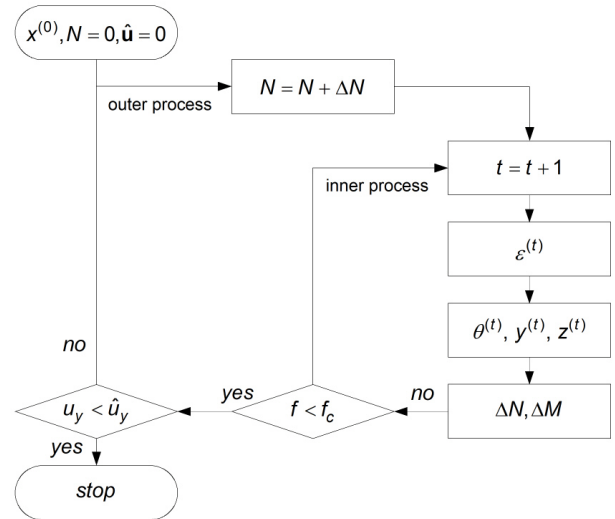 x^(0), N = 0, û = 0
outer process
N = N + ΔN
inner process
t = t + 1
ε^(t)
θ^(t), y^(t), z^(t)
ΔN, ΔM
no
f < f_c
yes
u_y < û_y
no
yes
stop